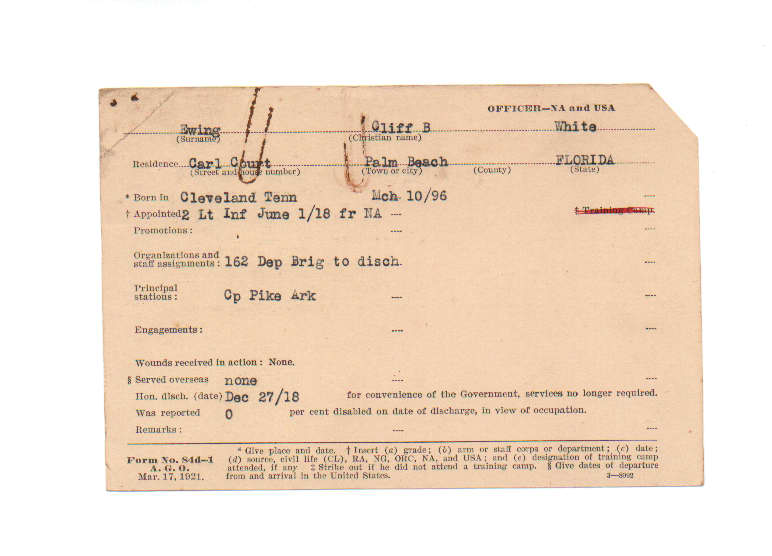 OFFICER—NA and USA
Ewing Cliff B White
(Surname) (Christian name)
Residence Carl Court Palm Beach FLORIDA
(Street and house number) (Town or city) (County) (State)
* Born in Cleveland Tenn Mch 10/96
† Appointed 2 Lt Inf June 1/18 fr NA ‡ Training Camp.
Promotions:
Organizations and
staff assignments: 162 Dep Brig to disch.
Principal
stations: Cp Pike Ark
Engagements:
Wounds received in action: None.
§ Served overseas none
Hon. disch. (date) Dec 27/18 for convenience of the Government, services no longer required.
Was reported 0 per cent disabled on date of discharge, in view of occupation.
Remarks:
Form No. 84d—1
A. G. O.
Mar. 17, 1921.
* Give place and date. † Insert (a) grade; (b) arm or staff corps or department; (c) date;
(d) source, civil life (CL), RA, NG, ORC, NA, and USA; and (e) designation of training camp
attended, if any ‡ Strike out if he did not attend a training camp. § Give dates of departure
from and arrival in the United States. 3—8092